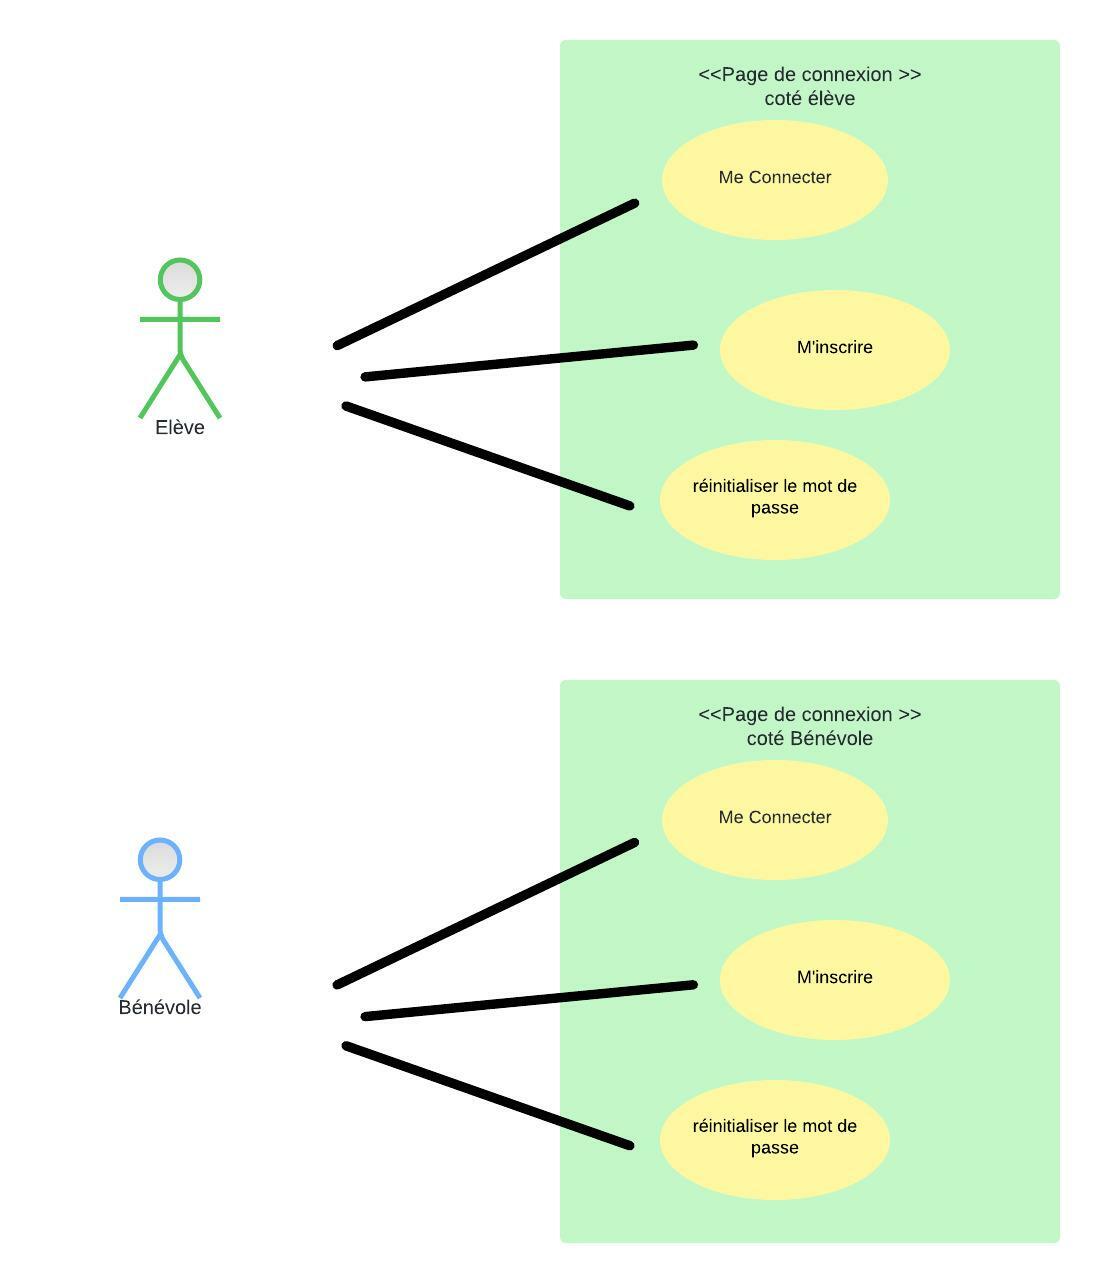 <<Page de connexion >>
coté élève
Me Connecter
M'inscrire
réinitialiser le mot de
passe
Elève
<<Page de connexion >>
coté Bénévole
Me Connecter
M'inscrire
réinitialiser le mot de
passe
Bénévole